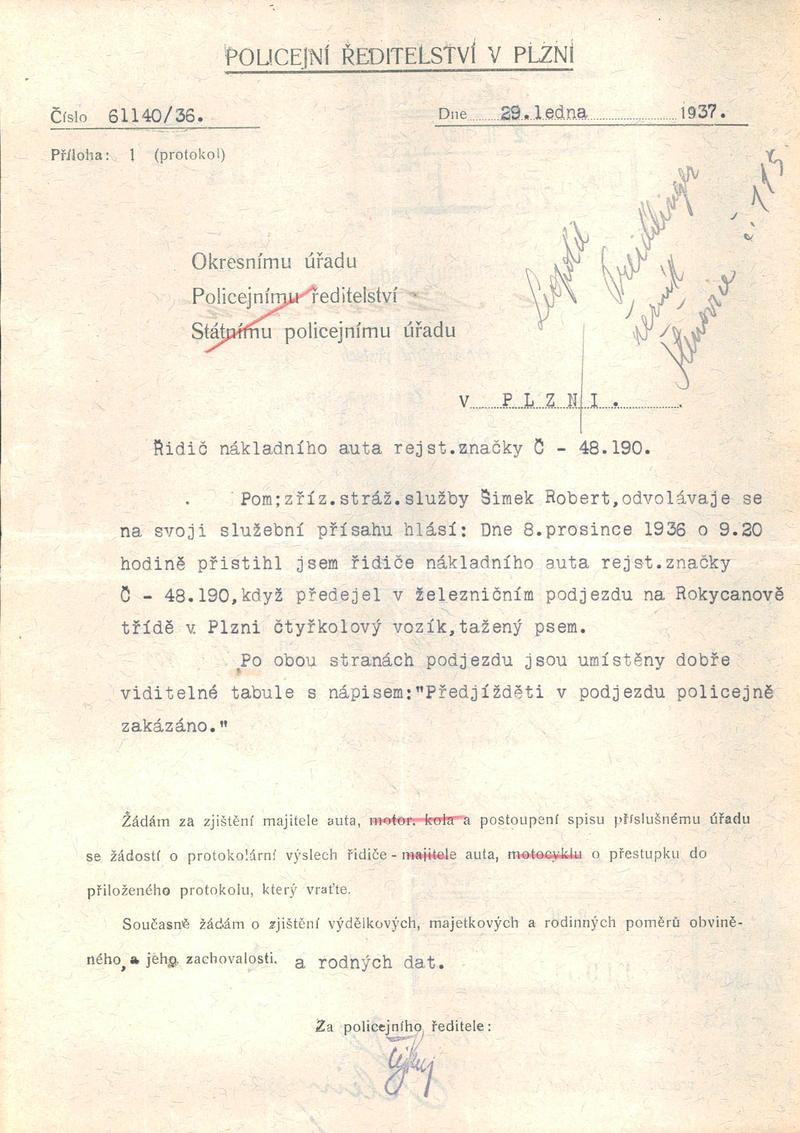 POLICEJNÍ ŘEDITELSTVÍ V PLZNI
Číslo 61140/36.
Dne 29.ledna 1937.
Příloha: 1 (protokol)
Okresnímu úřadu
Policejnímu ředitelství
Státnímu policejnímu úřadu
Leopold
řezník
č. 115
V PLZNI.
Řidič nákladního auta rejst.značky Č - 48.190.
Pom;zříz.stráž.služby Šimek Robert,odvolávaje se
na svoji služební přísahu hlásí: Dne 8.prosince 1936 o 9.20
hodině přistihl jsem řidiče nákladního auta rejst.značky
Č - 48.190,když předejel v železničním podjezdu na Rokycanově
třídě v Plzni čtyřkolový vozík,tažený psem.
Po obou stranách podjezdu jsou umístěny dobře
viditelné tabule s nápisem:"Předjížděti v podjezdu policejně
zakázáno."
Žádám za zjištění majitele auta, motor. kola a postoupení spisu příslušnému úřadu
se žádostí o protokolární výslech řidiče - majitele auta, motocyklu o přestupku do
přiloženého protokolu, který vraťte.
Současně žádám o zjištění výdělkových, majetkových a rodinných poměrů obvině-
ného, a jeho zachovalosti. a rodných dat.
Za policejního ředitele: